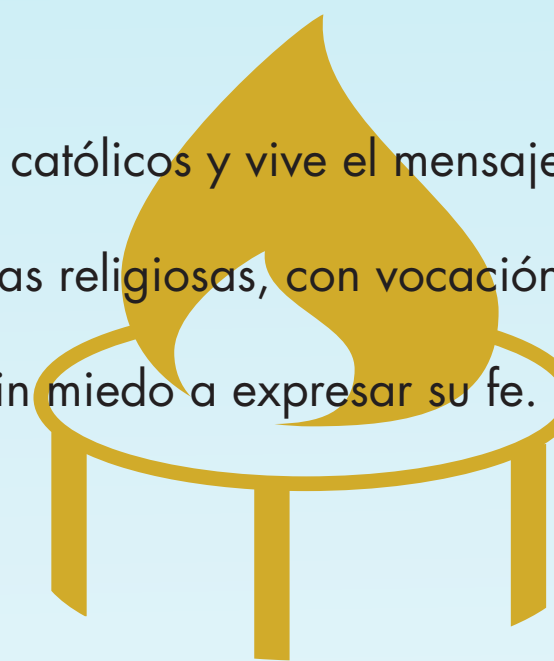 católicos y vive el mensaje
as religiosas, con vocación
in miedo a expresar su fe.